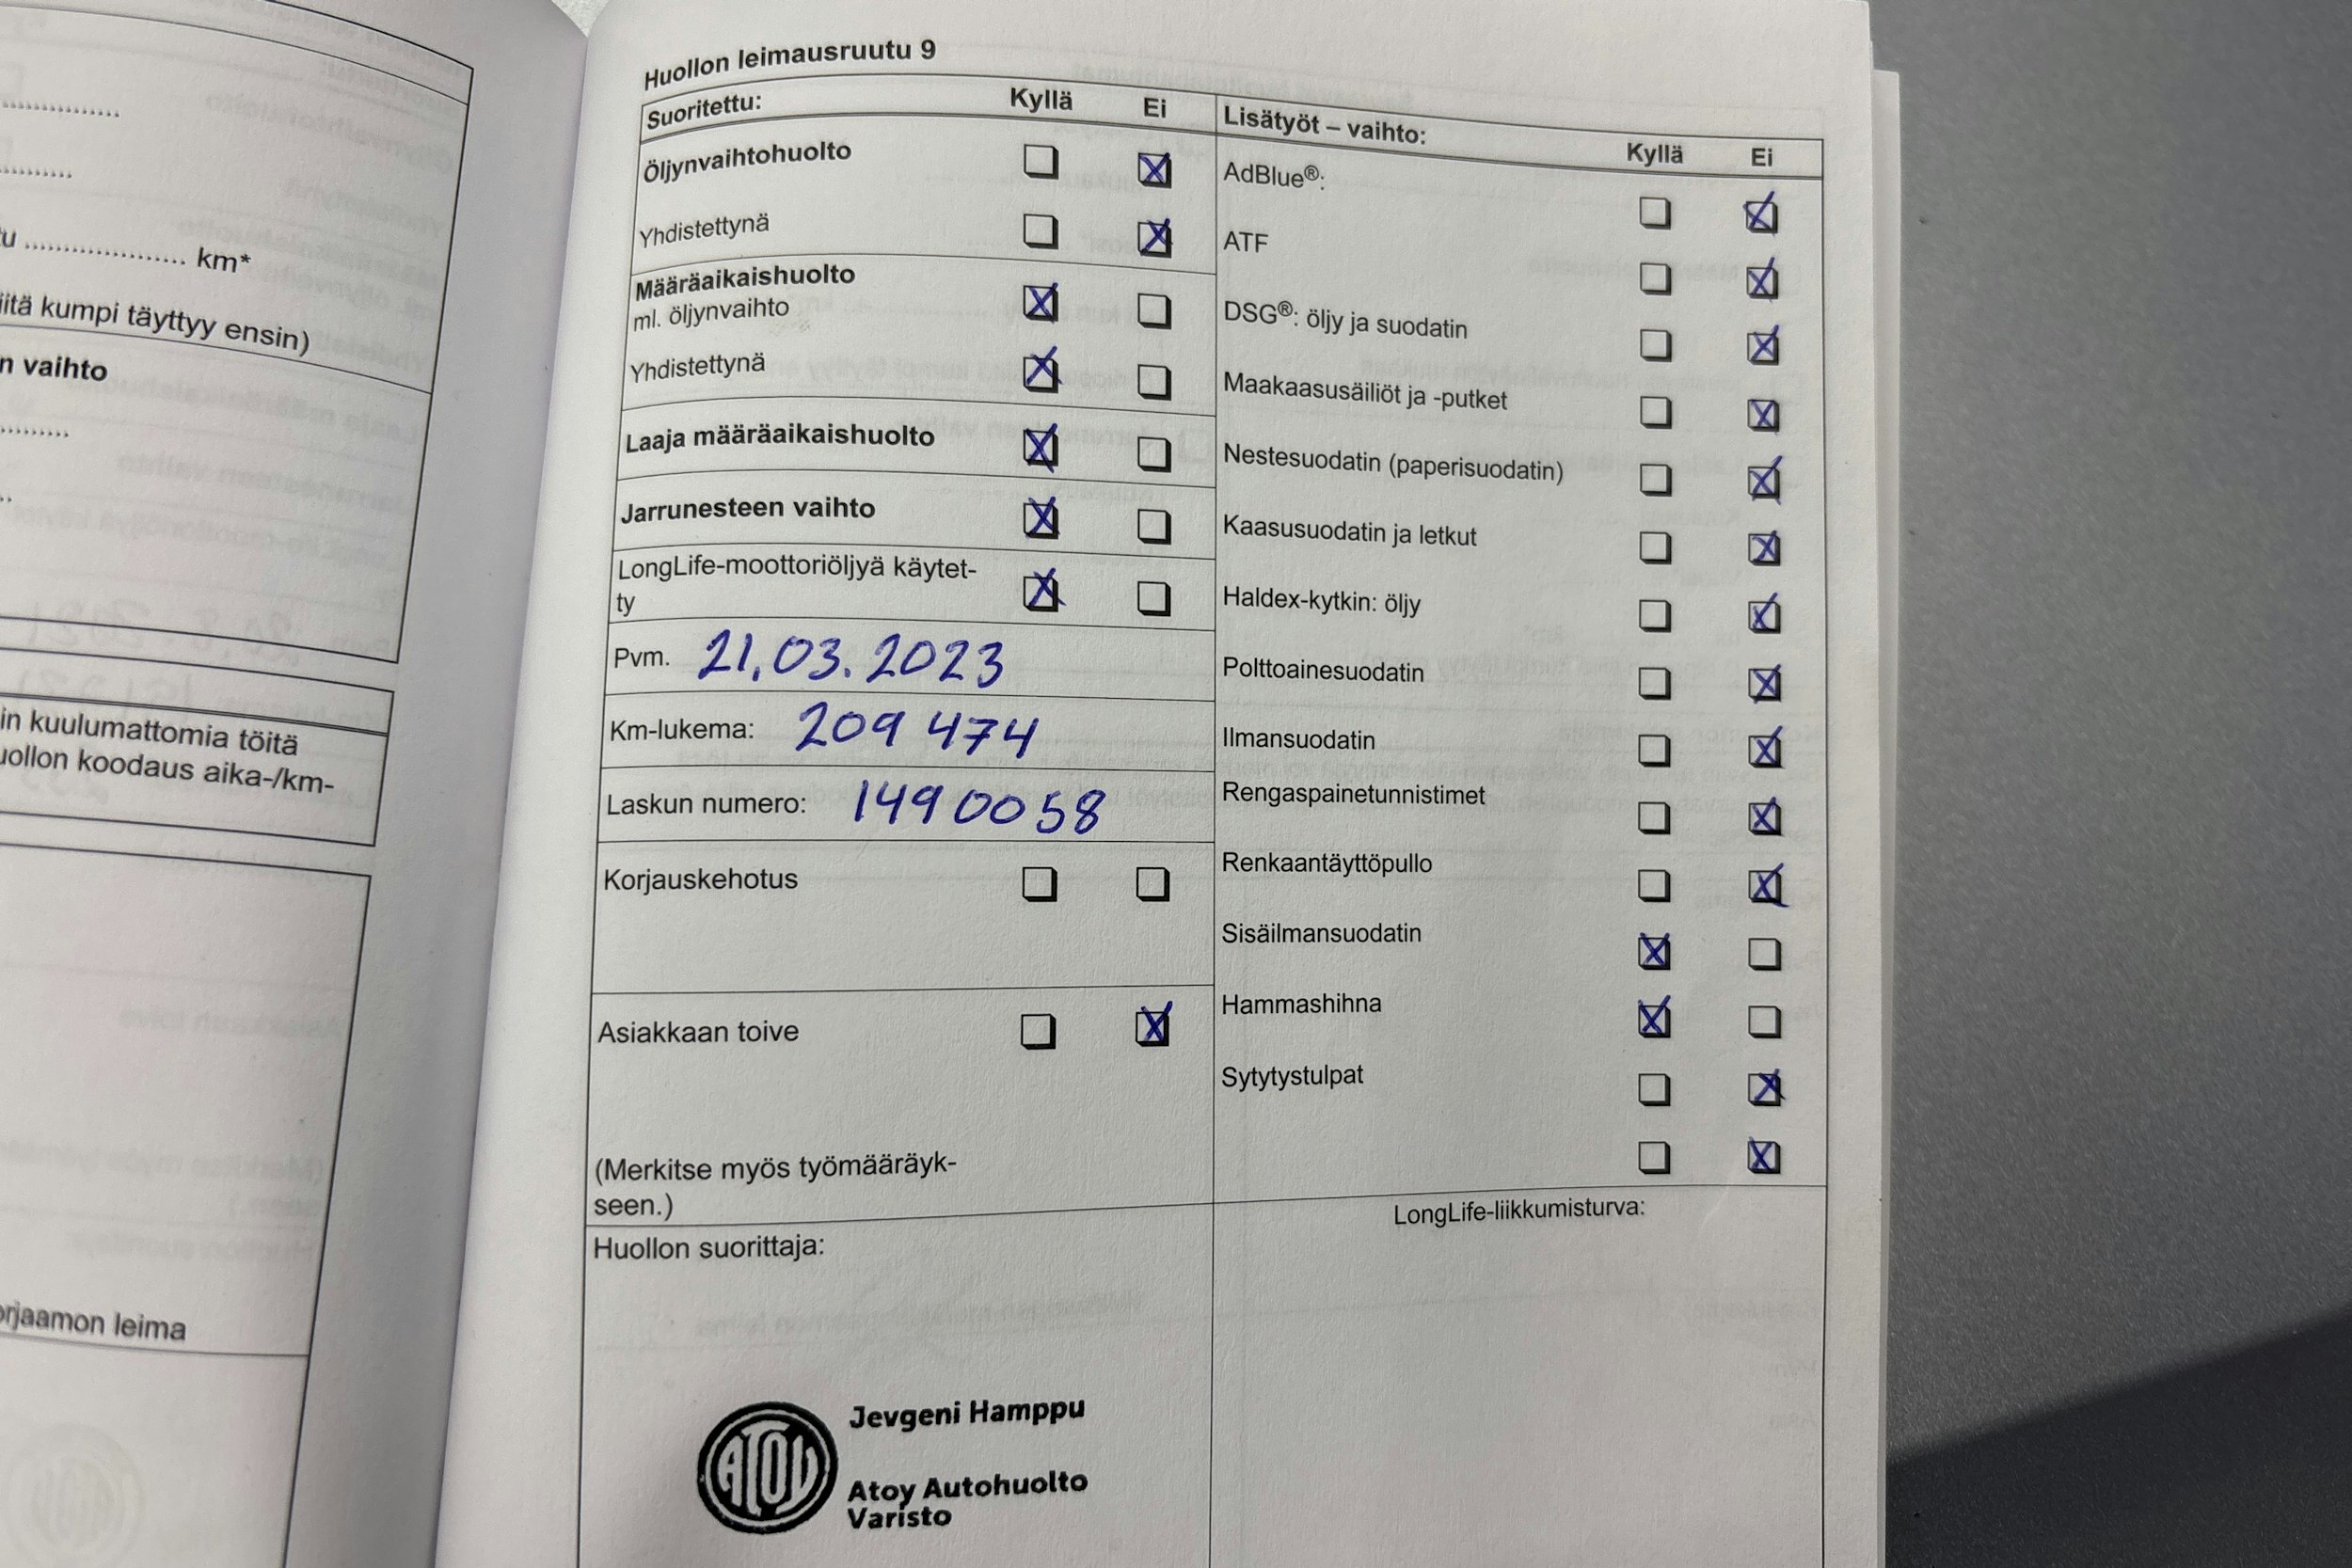 u .................... km*
iitä kumpi täyttyy ensin)
n vaihto
in kuulumattomia töitä
uollon koodaus aika-/km-
orjaamon leima
Huollon leimausruutu 9
Suoritettu: Kyllä Ei
Öljynvaihtohuolto
Yhdistettynä
Määräaikaishuolto
ml. öljynvaihto
Yhdistettynä
Laaja määräaikaishuolto
Jarrunesteen vaihto
LongLife-moottoriöljyä käytet-
ty
Pvm. 21.03.2023
Km-lukema: 209 474
Laskun numero: 1490058
Korjauskehotus
Asiakkaan toive
(Merkitse myös työmääräyk-
seen.)
Huollon suorittaja:
ATOY
Jevgeni Hamppu
Atoy Autohuolto
Varisto
Lisätyöt – vaihto: Kyllä Ei
AdBlue®:
ATF
DSG®: öljy ja suodatin
Maakaasusäiliöt ja -putket
Nestesuodatin (paperisuodatin)
Kaasusuodatin ja letkut
Haldex-kytkin: öljy
Polttoainesuodatin
Ilmansuodatin
Rengaspainetunnistimet
Renkaantäyttöpullo
Sisäilmansuodatin
Hammashihna
Sytytystulpat
LongLife-liikkumisturva: